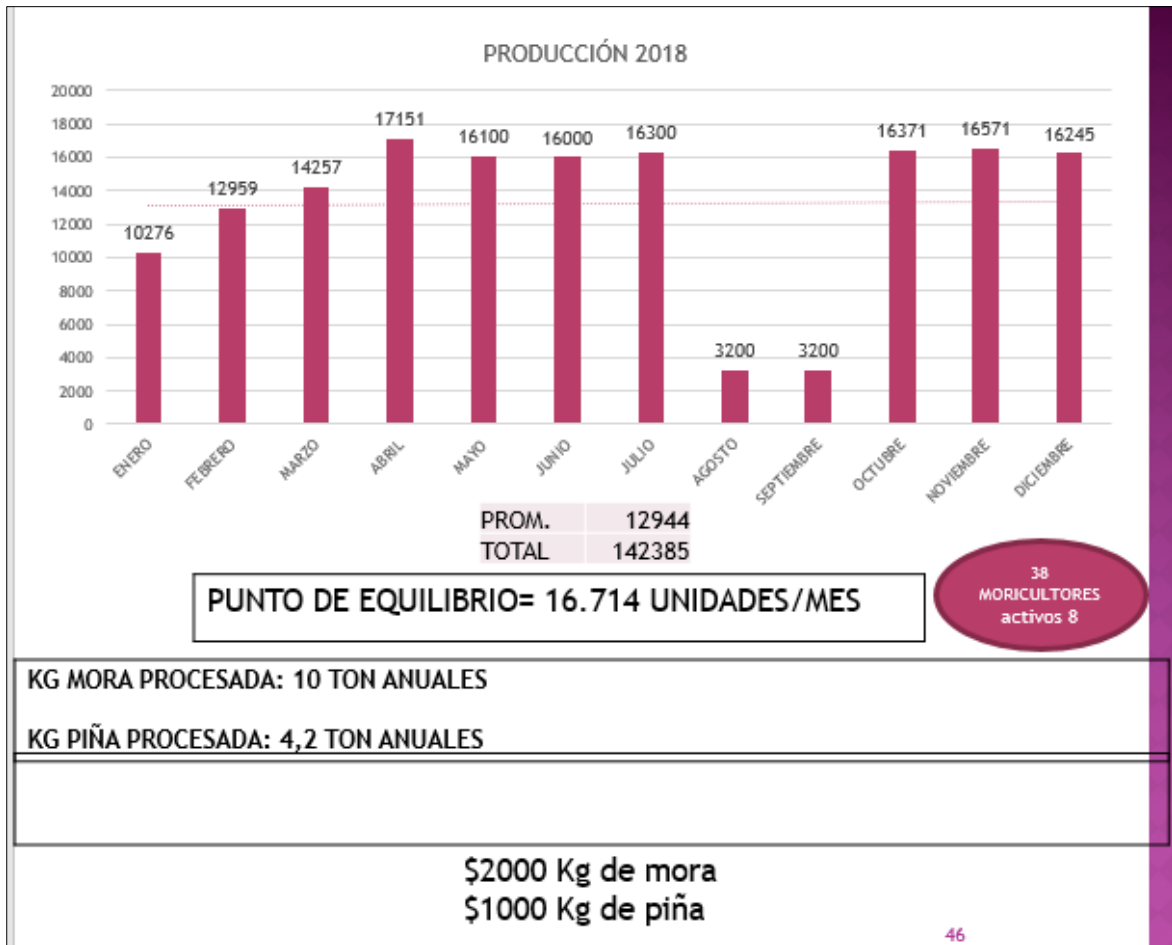 PRODUCCIÓN 2018
20000
18000
16000
14000
12000
10000
8000
6000
4000
2000
0
10276
12959
14257
17151
16100
16000
16300
3200
3200
16371
16571
16245
ENERO
FEBRERO
MARZO
ABRIL
MAYO
JUNIO
JULIO
AGOSTO
SEPTIEMBRE
OCTUBRE
NOVIEMBRE
DICIEMBRE
PROM. 12944
TOTAL 142385
PUNTO DE EQUILIBRIO= 16.714 UNIDADES/MES
38
MORICULTORES
activos 8
KG MORA PROCESADA: 10 TON ANUALES
KG PIÑA PROCESADA: 4,2 TON ANUALES
$2000 Kg de mora
$1000 Kg de piña
46